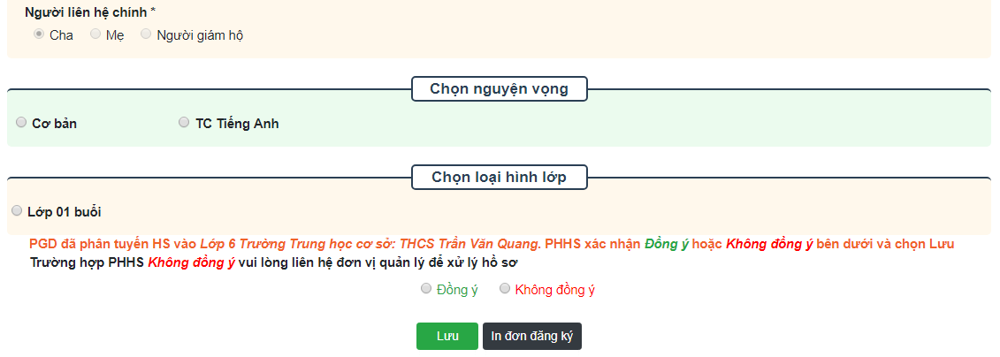 Người liên hệ chính *
Cha Mẹ Người giám hộ
Chọn nguyện vọng
Cơ bản TC Tiếng Anh
Chọn loại hình lớp
Lớp 01 buổi
PGD đã phân tuyến HS vào Lớp 6 Trường Trung học cơ sở: THCS Trần Văn Quang. PHHS xác nhận Đồng ý hoặc Không đồng ý bên dưới và chọn Lưu
Trường hợp PHHS Không đồng ý vui lòng liên hệ đơn vị quản lý để xử lý hồ sơ
Đồng ý Không đồng ý
Lưu In đơn đăng ký